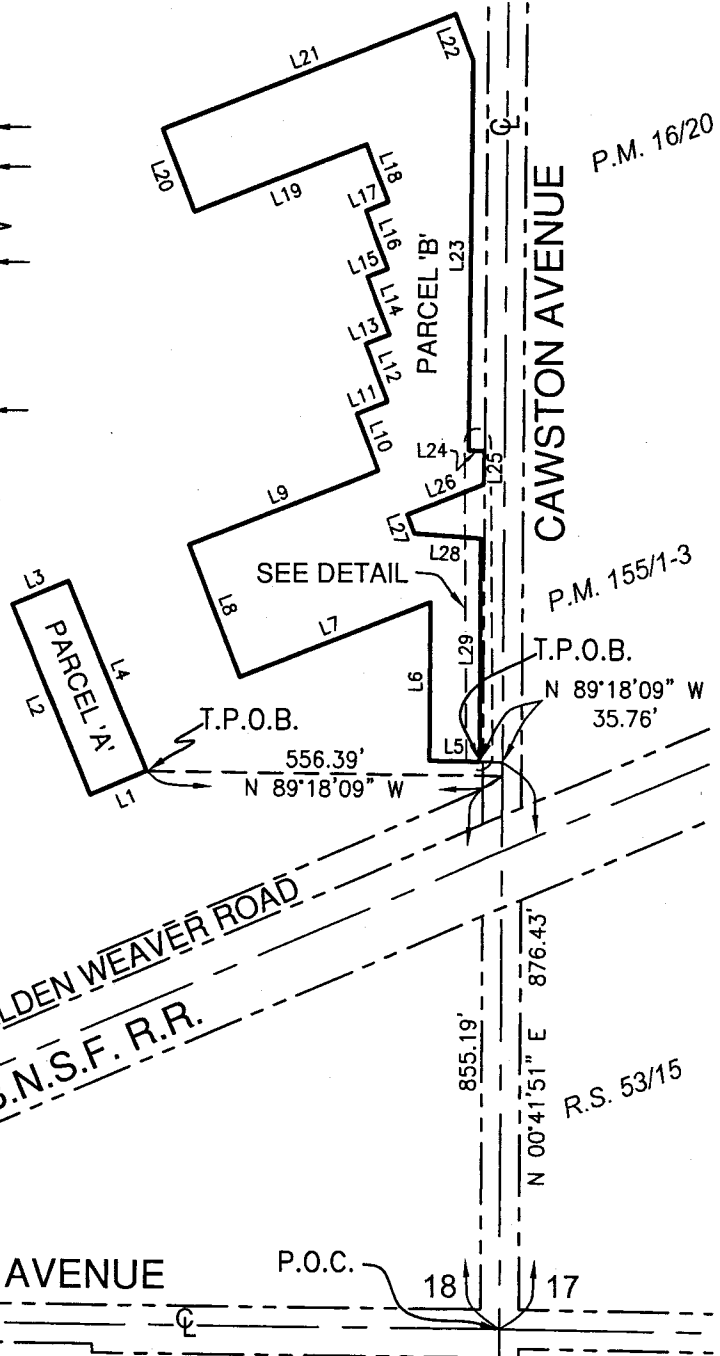 L21
L22
℄
P.M. 16/20
L20
L19
L18
L17
L16
L15
L14
L13
L12
L11
L10
L23
PARCEL 'B'
CAWSTON AVENUE
L24
L25
L26
L27
L28
L9
L8
L7
SEE DETAIL
P.M. 155/1-3
L3
L4
L2
PARCEL 'A'
L6
L29
T.P.O.B.
N 89°18'09" W
35.76'
T.P.O.B.
L5
556.39'
N 89°18'09" W
L1
LDEN WEAVER ROAD
.N.S.F. R.R.
855.19'
N 00°41'51" E 876.43'
R.S. 53/15
AVENUE
P.O.C.
18
17
℄